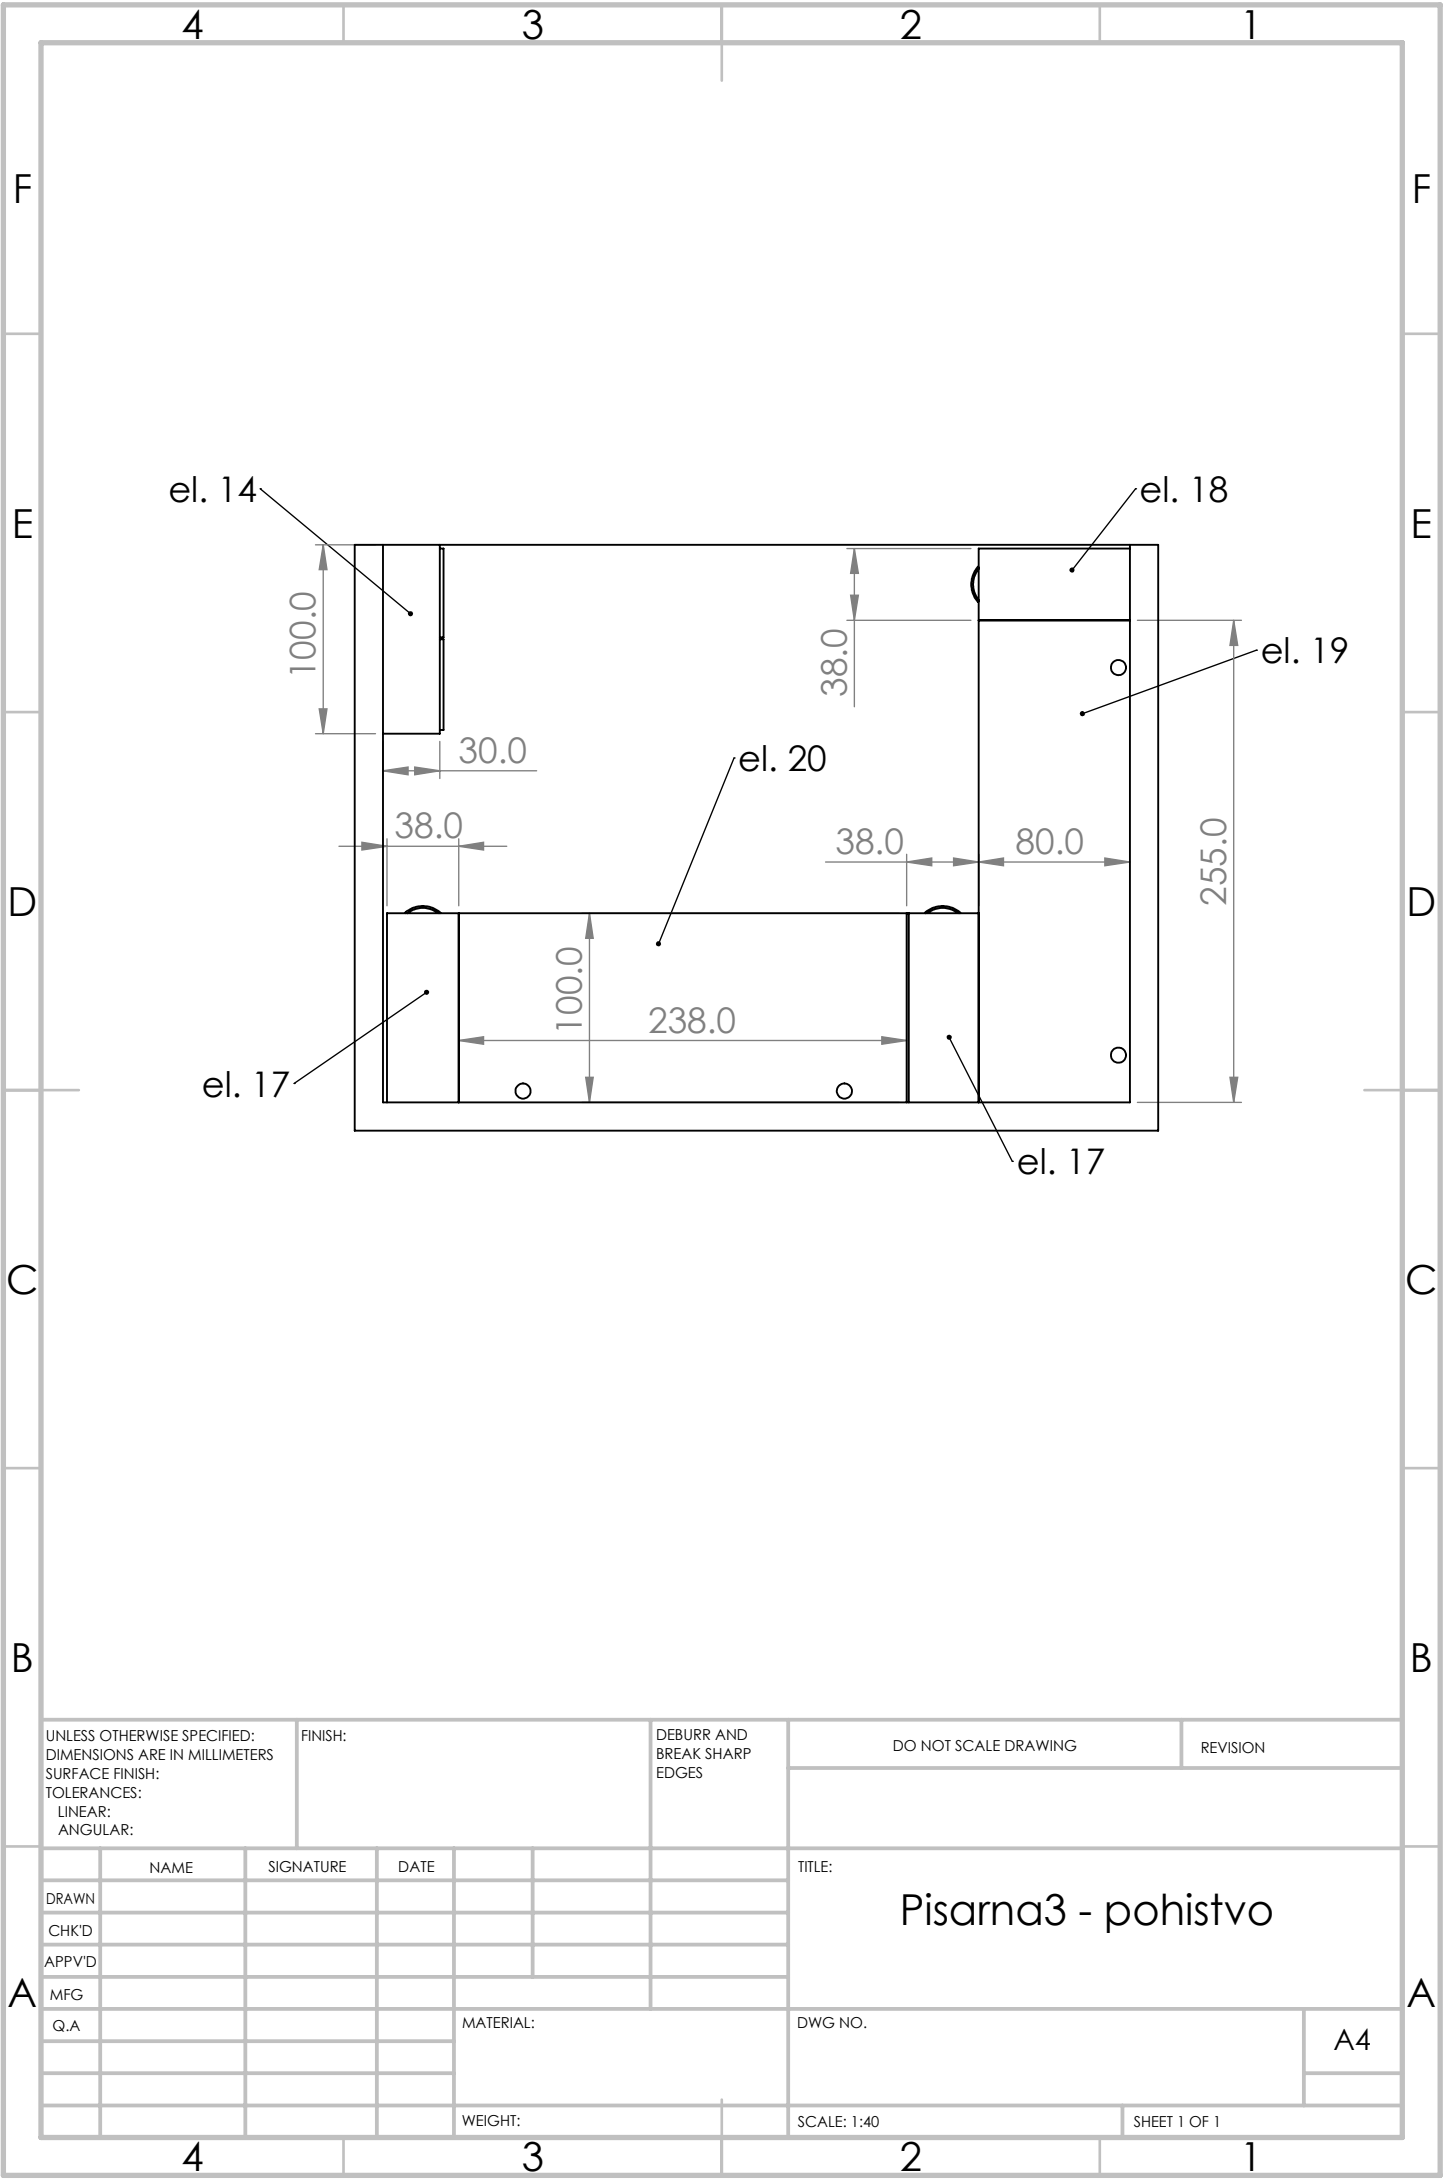 4 3 2 1
F F
el. 14 el. 18
E E
100.0
38.0
el. 19
30.0
el. 20
38.0
38.0 80.0
255.0
D D
100.0
238.0
el. 17
el. 17
C C
B B
UNLESS OTHERWISE SPECIFIED:
DIMENSIONS ARE IN MILLIMETERS
SURFACE FINISH:
TOLERANCES:
LINEAR:
ANGULAR:
FINISH:
DEBURR AND
BREAK SHARP
EDGES
DO NOT SCALE DRAWING
REVISION
NAME SIGNATURE DATE
DRAWN
CHK'D
APPV'D
MFG
Q.A
TITLE:
Pisarna3 - pohistvo
A A
MATERIAL:
DWG NO.
A4
WEIGHT:
SCALE: 1:40
SHEET 1 OF 1
4 3 2 1